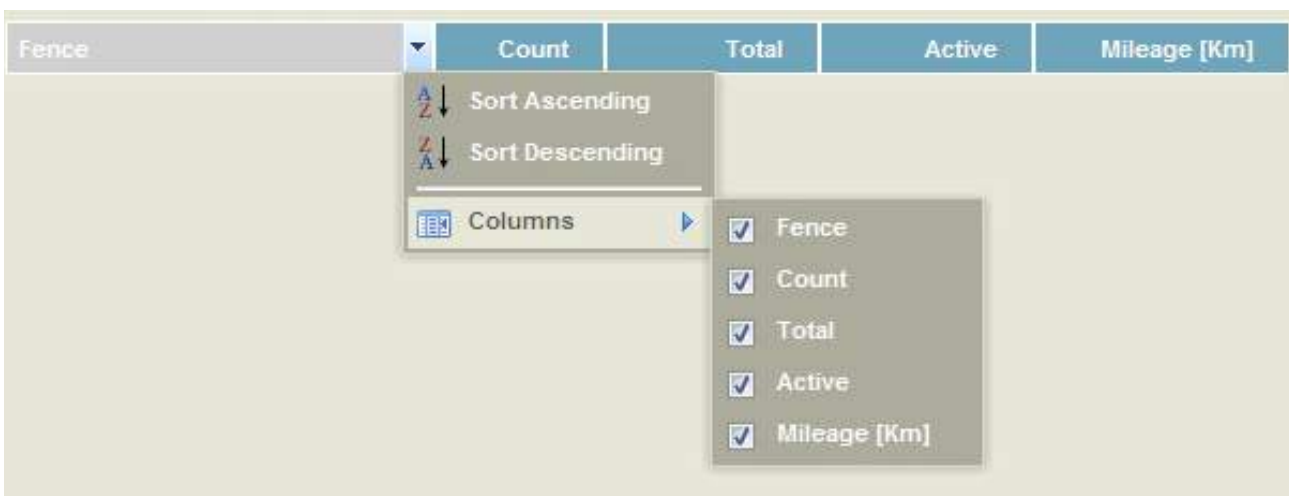 Fence Count Total Active Mileage [Km]
Sort Ascending
Sort Descending
Columns
Fence
Count
Total
Active
Mileage [Km]